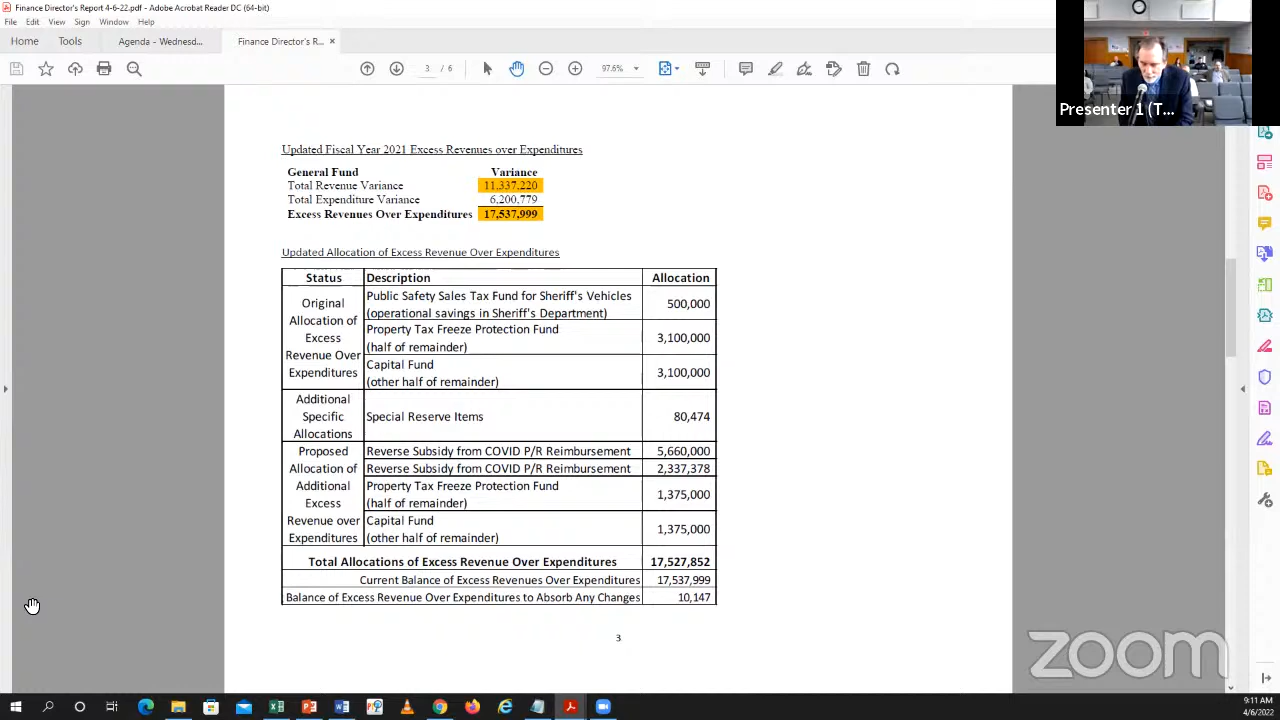 Finance Director's Report 4-6-22.pdf - Adobe Acrobat Reader DC (64-bit)
File Edit View Sign Window Help
Home Tools Agenda - Wednesd... Finance Director's R... ×
3 / 6 97.6%
Presenter 1 (T...
Updated Fiscal Year 2021 Excess Revenues over Expenditures
General Fund Variance
Total Revenue Variance 11,337,220
Total Expenditure Variance 6,200,779
Excess Revenues Over Expenditures 17,537,999
Updated Allocation of Excess Revenue Over Expenditures
Status Description Allocation
Original Allocation of Excess Revenue Over Expenditures
Public Safety Sales Tax Fund for Sheriff's Vehicles
(operational savings in Sheriff's Department) 500,000
Property Tax Freeze Protection Fund
(half of remainder) 3,100,000
Capital Fund
(other half of remainder) 3,100,000
Additional Specific Allocations
Special Reserve Items 80,474
Proposed Allocation of Additional Excess Revenue over Expenditures
Reverse Subsidy from COVID P/R Reimbursement 5,660,000
Reverse Subsidy from COVID P/R Reimbursement 2,337,378
Property Tax Freeze Protection Fund
(half of remainder) 1,375,000
Capital Fund
(other half of remainder) 1,375,000
Total Allocations of Excess Revenue Over Expenditures 17,527,852
Current Balance of Excess Revenues Over Expenditures 17,537,999
Balance of Excess Revenue Over Expenditures to Absorb Any Changes 10,147
3
zoom
9:11 AM
4/6/2022